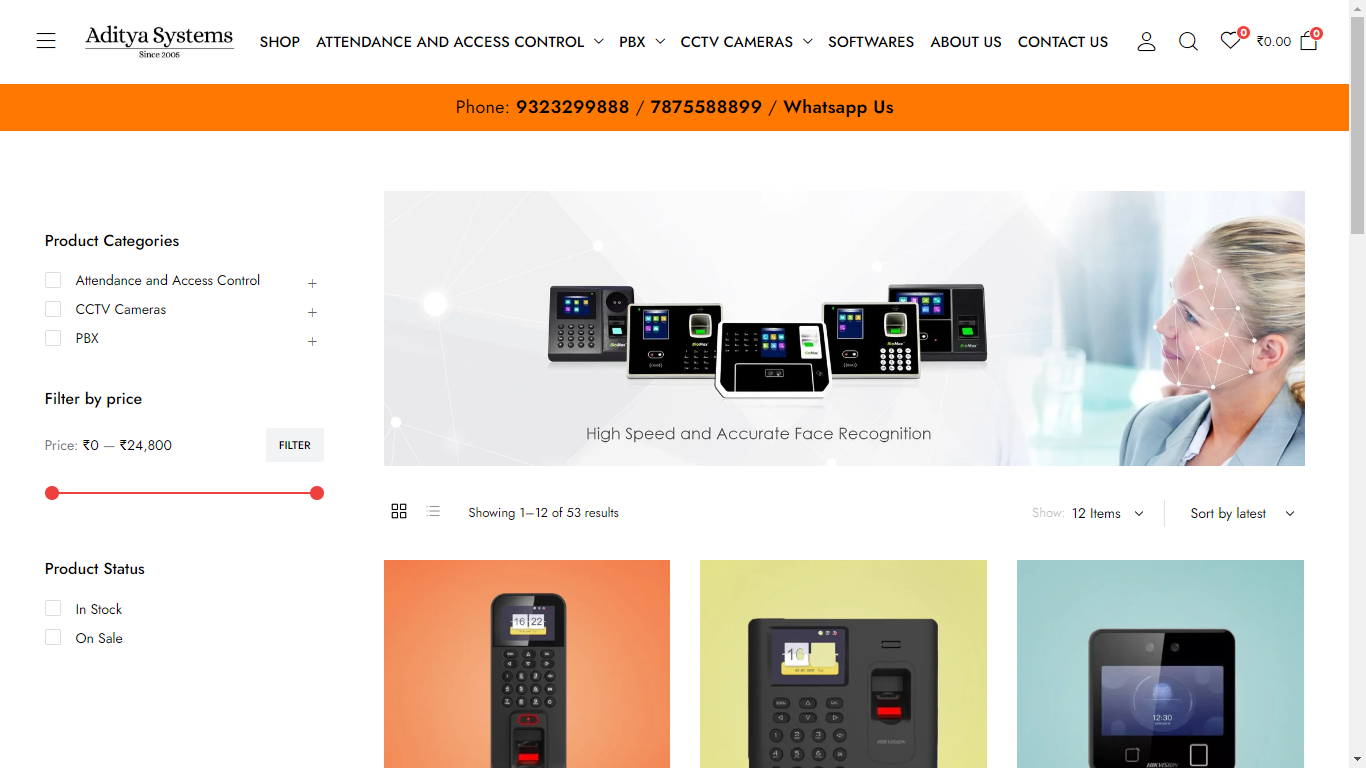 Aditya Systems
Since 2006
SHOP ATTENDANCE AND ACCESS CONTROL PBX CCTV CAMERAS SOFTWARES ABOUT US CONTACT US 0 ₹0.00 0
Phone: 9323299888 / 7875588899 / Whatsapp Us
Product Categories
Attendance and Access Control +
CCTV Cameras +
PBX +
Filter by price
Price: ₹0 — ₹24,800 FILTER
Product Status
In Stock
On Sale
High Speed and Accurate Face Recognition
Showing 1–12 of 53 results Show: 12 Items Sort by latest
16 22
16
HIKVISION
12:30
HIKVISION